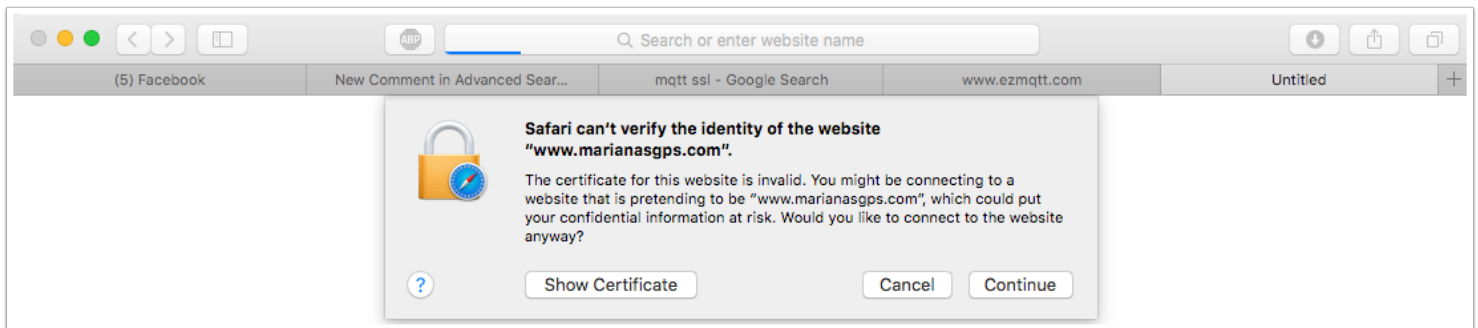 ABP
Search or enter website name
(5) Facebook
New Comment in Advanced Sear...
mqtt ssl - Google Search
www.ezmqtt.com
Untitled
Safari can't verify the identity of the website
"www.marianasgps.com".
The certificate for this website is invalid. You might be connecting to a
website that is pretending to be "www.marianasgps.com", which could put
your confidential information at risk. Would you like to connect to the website
anyway?
?
Show Certificate
Cancel
Continue